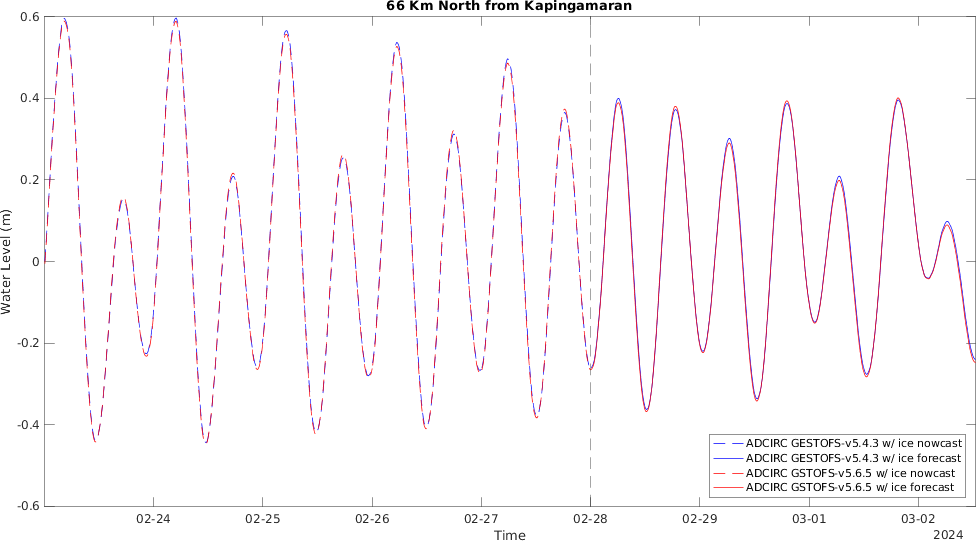 66 Km North from Kapingamaran
0.6
0.4
0.2
0
-0.2
-0.4
-0.6
Water Level (m)
02-24
02-25
02-26
02-27
02-28
02-29
03-01
03-02
Time
2024
ADCIRC GESTOFS-v5.4.3 w/ ice nowcast
ADCIRC GESTOFS-v5.4.3 w/ ice forecast
ADCIRC GSTOFS-v5.6.5 w/ ice nowcast
ADCIRC GSTOFS-v5.6.5 w/ ice forecast